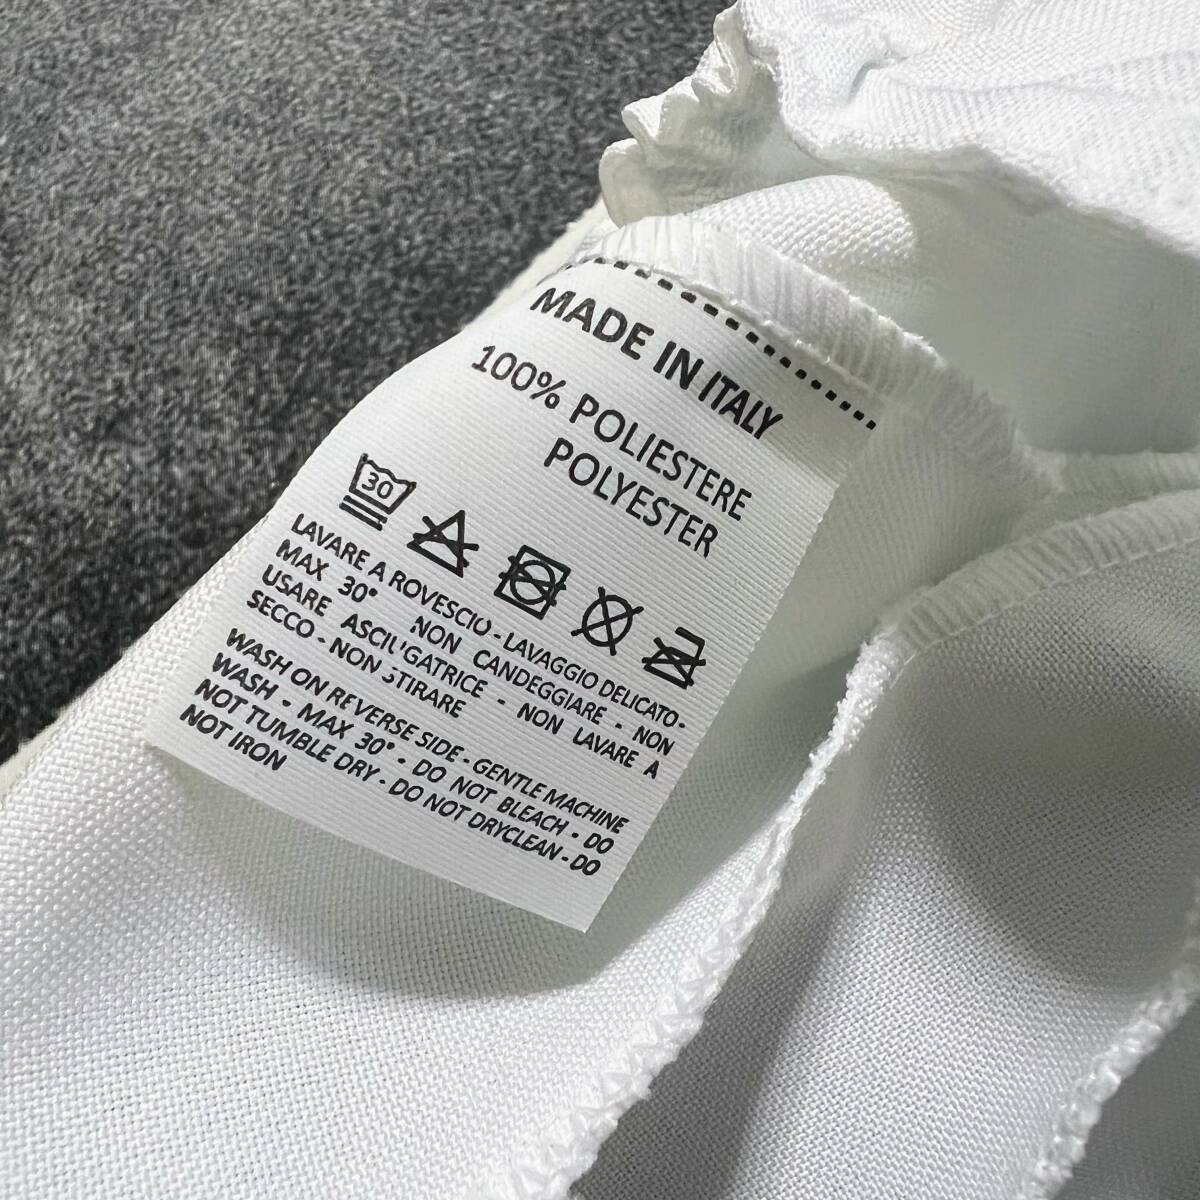 MADE IN ITALY
100% POLIESTERE
POLYESTER
30
LAVARE A ROVESCIO - LAVAGGIO DELICATO-
MAX 30° NON CANDEGGIARE - NON
USARE ASCIUGATRICE - NON LAVARE A
SECCO - NON STIRARE
WASH ON REVERSE SIDE - GENTLE MACHINE
WASH - MAX 30° - DO NOT BLEACH - DO
NOT TUMBLE DRY - DO NOT DRYCLEAN - DO
NOT IRON